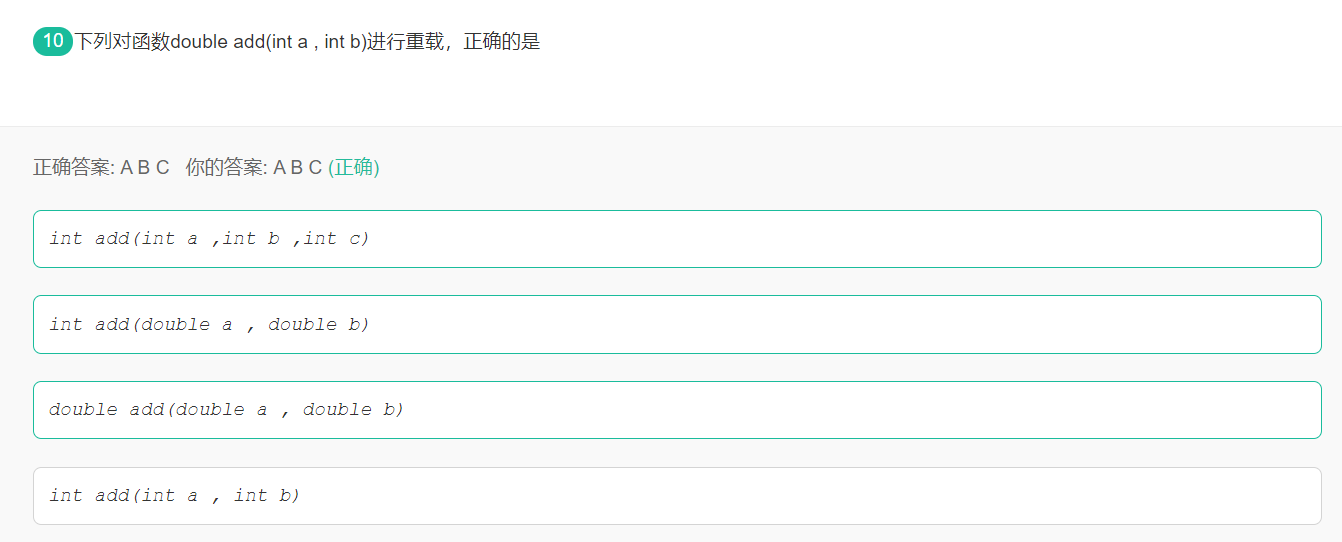 10 下列对函数double add(int a , int b)进行重载，正确的是
正确答案: A B C 你的答案: A B C (正确)
int add(int a ,int b ,int c)
int add(double a , double b)
double add(double a , double b)
int add(int a , int b)